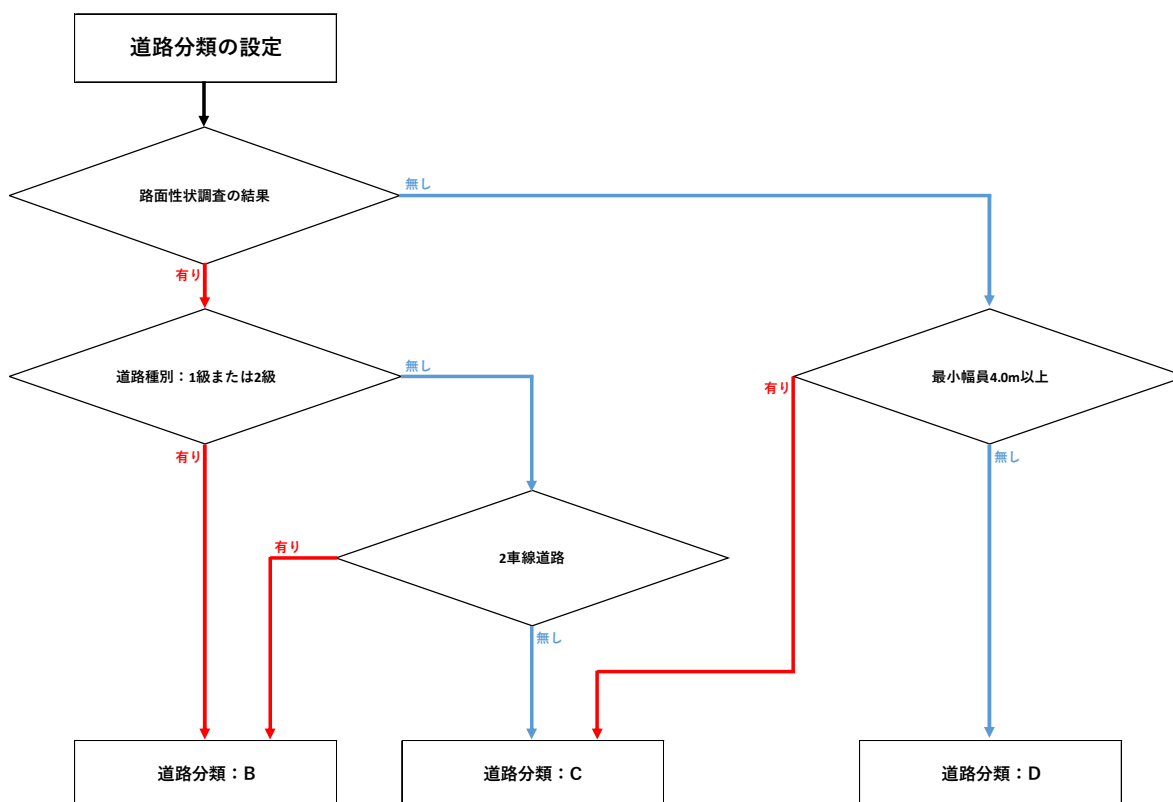 道路分類の設定
路面性状調査の結果
無し
有り
道路種別：1級または2級
無し
最小幅員4.0m以上
有り
有り
無し
2車線道路
有り
無し
道路分類：B
道路分類：C
道路分類：D